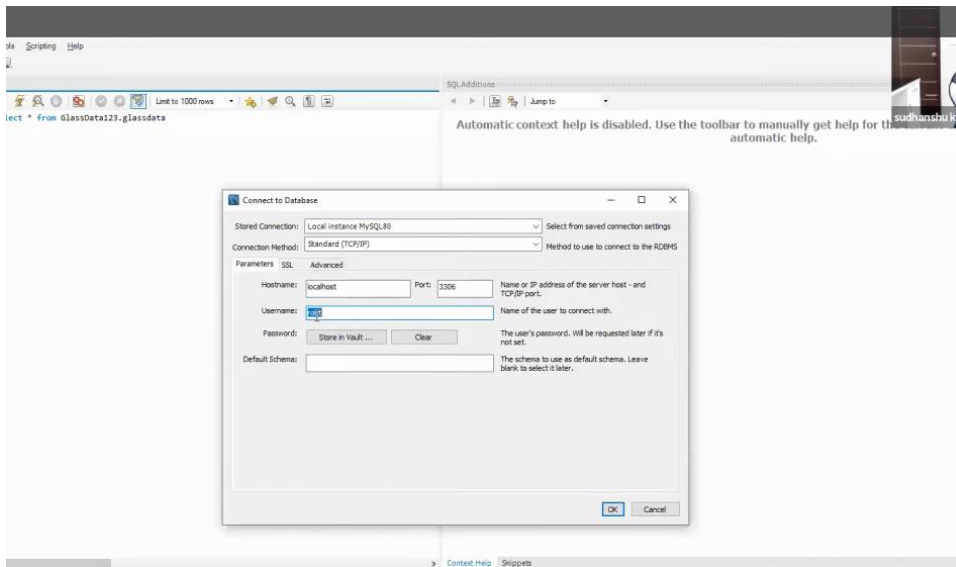 Scripting Help
Limit to 1000 rows
Jump to
SQLAdditions
lect * from GlassData123.glassdata
Automatic context help is disabled. Use the toolbar to manually get help for the
automatic help.
sudhanshu k
Connect to Database
Stored Connection: Local instance MySQL80 Select from saved connection settings
Connection Method: Standard (TCP/IP) Method to use to connect to the RDBMS
Parameters SSL Advanced
Hostname: localhost Port: 3306 Name or IP address of the server host - and
TCP/IP port.
Username: root Name of the user to connect with.
Password: Store in Vault ... Clear The user's password. Will be requested later if it's
not set.
Default Schema: The schema to use as default schema. Leave
blank to select it later.
OK Cancel
Context Help Snippets